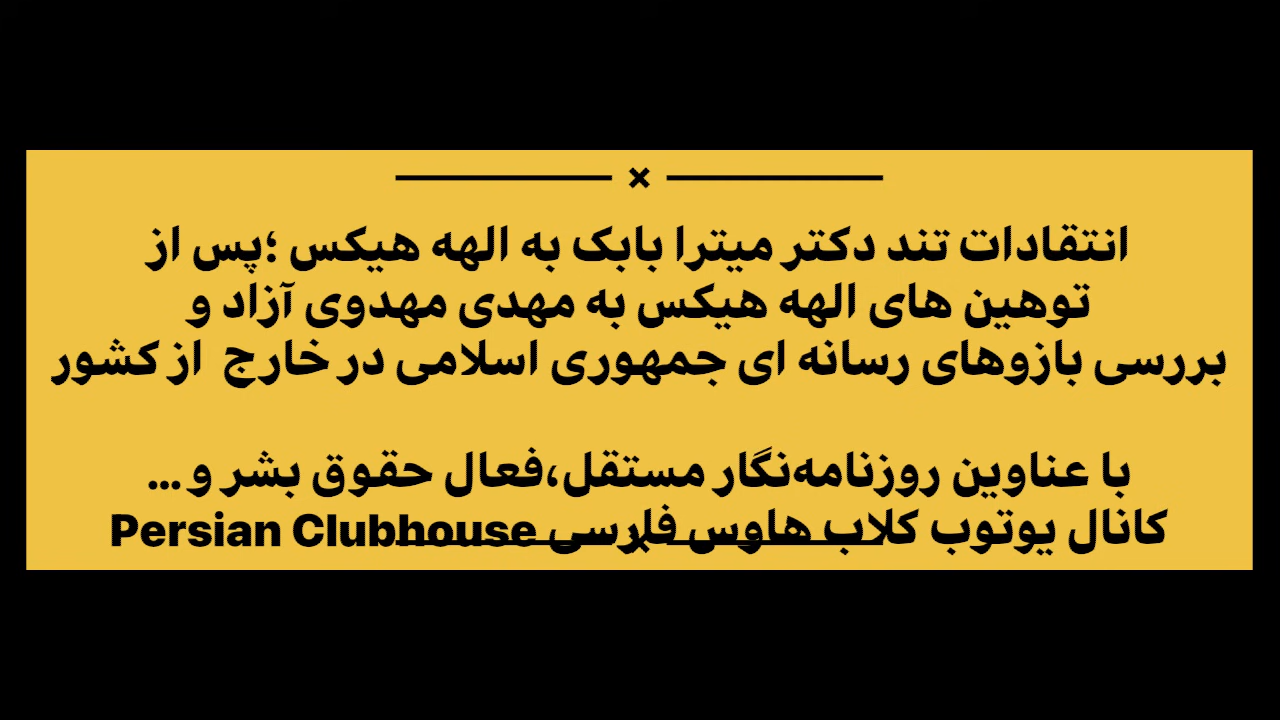 انتقادات تند دکتر میترا بابک به الهه هیکس ؛پس از
توهین های الهه هیکس به مهدی مهدوی آزاد و
بررسی بازوهای رسانه ای جمهوری اسلامی در خارج از کشور
با عناوین روزنامه‌نگار مستقل،فعال حقوق بشر و...
کانال یوتوب کلاب هاوس فارسی Persian Clubhouse